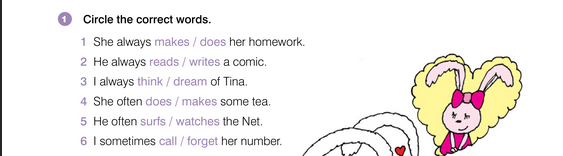 1 Circle the correct words.
1 She always makes / does her homework.
2 He always reads / writes a comic.
3 I always think / dream of Tina.
4 She often does / makes some tea.
5 He often surfs / watches the Net.
6 I sometimes call / forget her number.